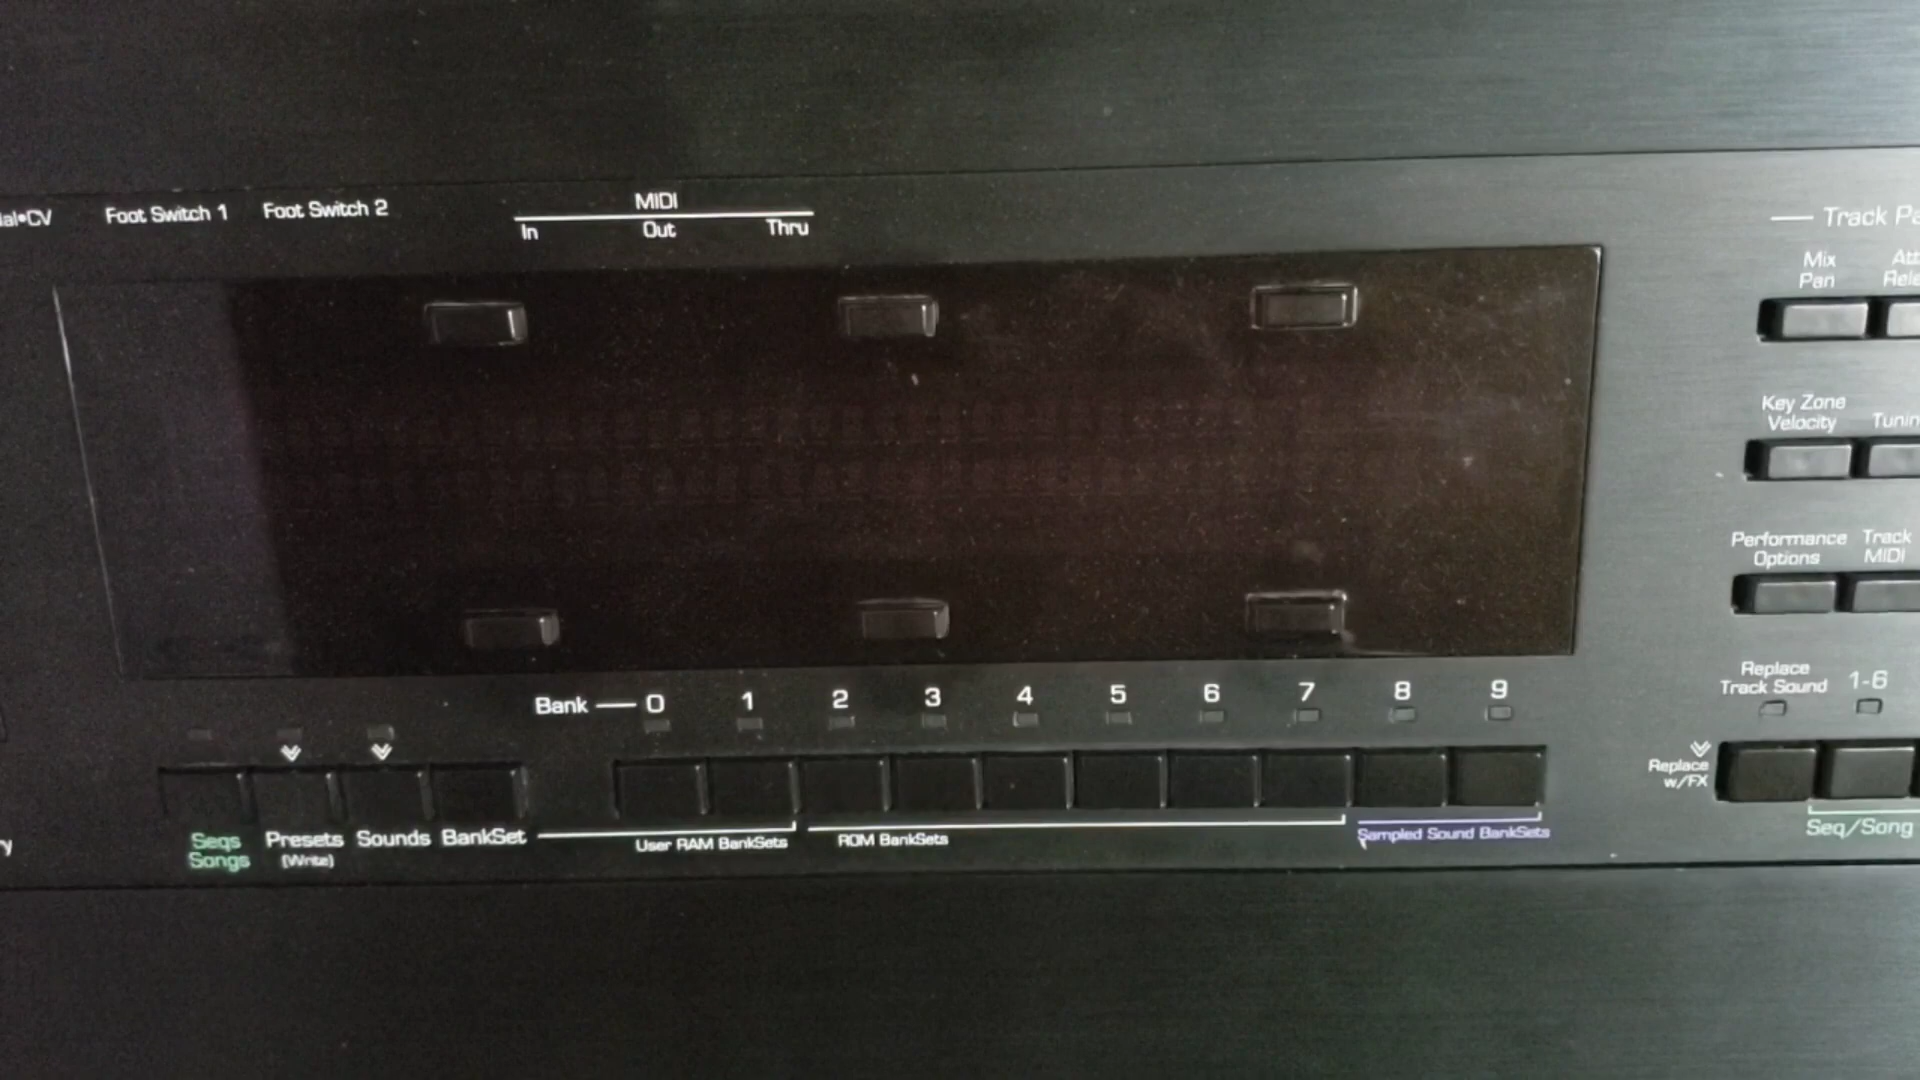 Foot Switch 1
Foot Switch 2
MIDI
In Out Thru
Track
Mix
Pan
Key Zone
Velocity
Performance
Options
Track
MIDI
Replace
Track Sound
1-6
Replace
w/FX
Seq/Song
Bank 0 1 2 3 4 5 6 7 8 9
Seqs
Songs
Presets
(Write)
Sounds
BankSet
User RAM BankSets
ROM BankSets
Sampled Sound BankSets